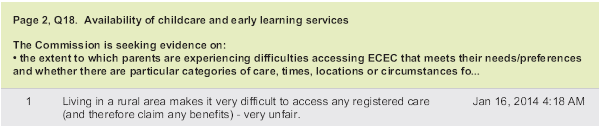 Page 2, Q18. Availability of childcare and early learning services
The Commission is seeking evidence on:
• the extent to which parents are experiencing difficulties accessing ECEC that meets their needs/preferences
and whether there are particular categories of care, times, locations or circumstances fo...
1 Living in a rural area makes it very difficult to access any registered care Jan 16, 2014 4:18 AM
(and therefore claim any benefits) - very unfair.